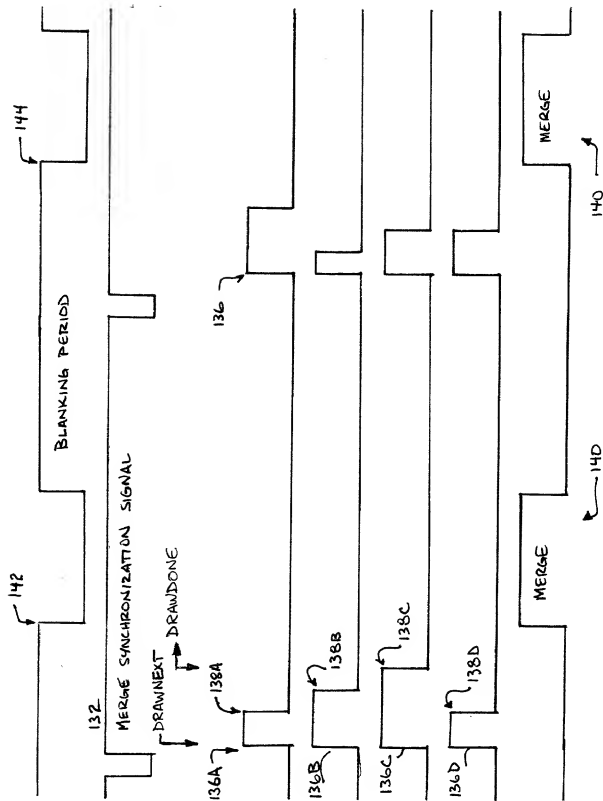 142
144
BLANKING PERIOD
132
MERGE SYNCHRONIZATION SIGNAL
DRAWNEXT
DRAWDONE
136A
138A
136
136B
138B
136C
138C
136D
138D
MERGE
MERGE
140
140